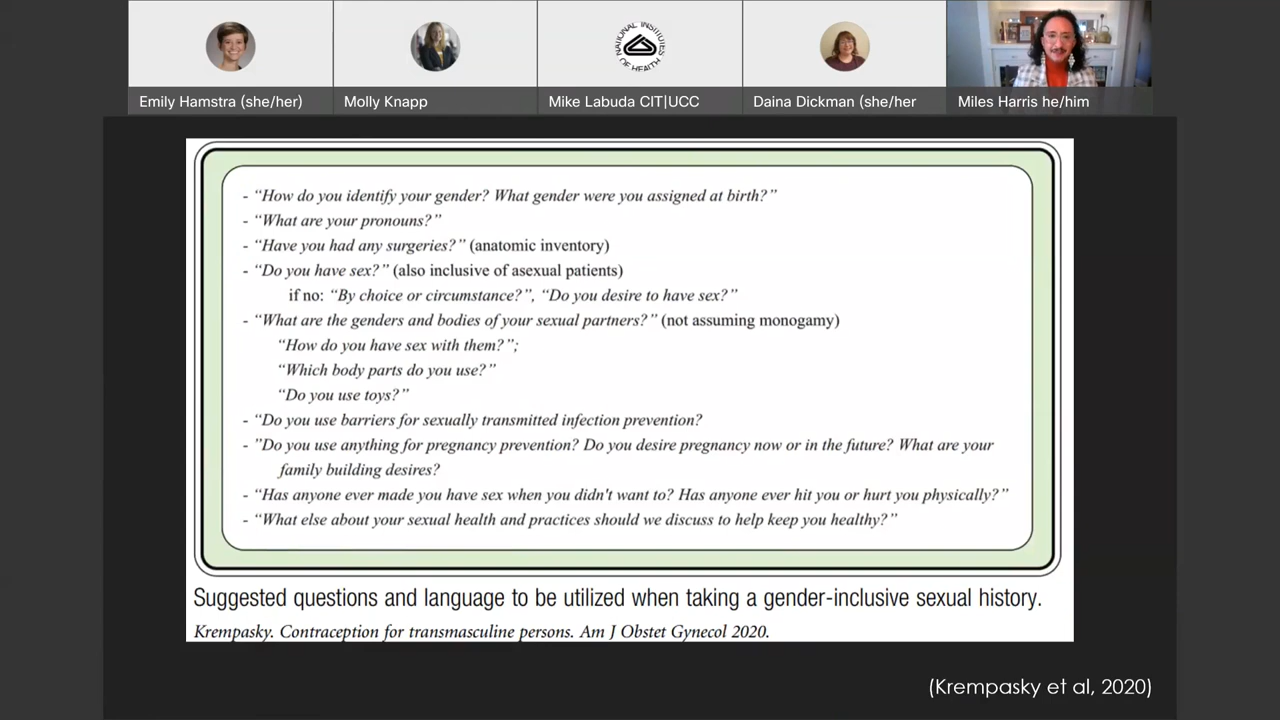 NATIONAL INSTITUTES OF HEALTH
Emily Hamstra (she/her)
Molly Knapp
Mike Labuda CIT|UCC
Daina Dickman (she/her
Miles Harris he/him
- “How do you identify your gender? What gender were you assigned at birth?”
- “What are your pronouns?”
- “Have you had any surgeries?” (anatomic inventory)
- “Do you have sex?” (also inclusive of asexual patients)
if no: “By choice or circumstance?”, “Do you desire to have sex?”
- “What are the genders and bodies of your sexual partners?” (not assuming monogamy)
“How do you have sex with them?”;
“Which body parts do you use?”
“Do you use toys?”
- “Do you use barriers for sexually transmitted infection prevention?
- ”Do you use anything for pregnancy prevention? Do you desire pregnancy now or in the future? What are your
family building desires?
- “Has anyone ever made you have sex when you didn't want to? Has anyone ever hit you or hurt you physically?”
- “What else about your sexual health and practices should we discuss to help keep you healthy?”
Suggested questions and language to be utilized when taking a gender-inclusive sexual history.
Krempasky. Contraception for transmasculine persons. Am J Obstet Gynecol 2020.
(Krempasky et al, 2020)